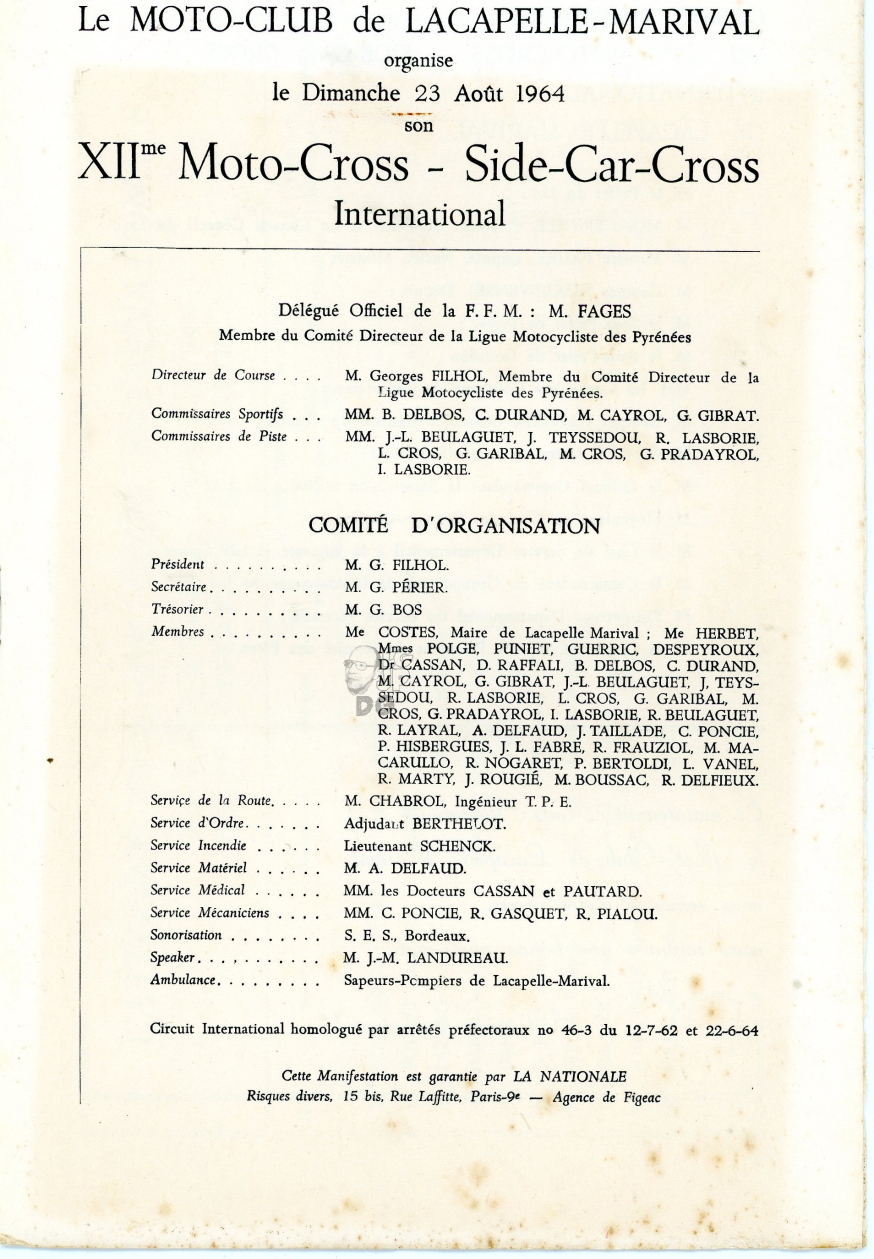 Le MOTO-CLUB de LACAPELLE-MARIVAL
organise
le Dimanche 23 Août 1964
son
XIIme Moto-Cross - Side-Car-Cross
International
Délégué Officiel de la F. F. M. : M. FAGES
Membre du Comité Directeur de la Ligue Motocycliste des Pyrénées
Directeur de Course . . . . M. Georges FILHOL, Membre du Comité Directeur de la
Ligue Motocycliste des Pyrénées.
Commissaires Sportifs . . . MM. B. DELBOS, C. DURAND, M. CAYROL, G. GIBRAT.
Commissaires de Piste . . . MM. J.-L. BEULAGUET, J. TEYSSEDOU, R. LASBORIE,
L. CROS, G. GARIBAL, M. CROS, G. PRADAYROL,
I. LASBORIE.
COMITÉ D'ORGANISATION
Président . . . . . . . . . . M. G. FILHOL.
Secrétaire . . . . . . . . . . M. G. PÉRIER.
Trésorier . . . . . . . . . . M. G. BOS
Membres . . . . . . . . . . Me COSTES, Maire de Lacapelle Marival ; Me HERBET,
Mmes POLGE, PUNIET, GUERRIC, DESPEYROUX,
Dr CASSAN, D. RAFFALI, B. DELBOS, C. DURAND,
M. CAYROL, G. GIBRAT, J.-L BEULAGUET, J, TEYS-
SEDOU, R. LASBORIE, L. CROS, G. GARIBAL, M.
CROS, G. PRADAYROL, I. LASBORIE, R. BEULAGUET,
R. LAYRAL, A. DELFAUD, J. TAILLADE, C. PONCIE,
P. HISBERGUES, J. L. FABRE, R. FRAUZIOL, M. MA-
CARULLO, R. NOGARET, P. BERTOLDI, L. VANEL,
R. MARTY, J. ROUGIÉ, M. BOUSSAC, R. DELFIEUX.
Service de la Route. . . . . M. CHABROL, Ingénieur T. P. E.
Service d'Ordre. . . . . . . Adjudant BERTHELOT.
Service Incendie . . . . . . Lieutenant SCHENCK.
Service Matériel . . . . . . M. A. DELFAUD.
Service Médical . . . . . . MM. les Docteurs CASSAN et PAUTARD.
Service Mécaniciens . . . . MM. C. PONCIE, R. GASQUET, R. PIALOU.
Sonorisation . . . . . . . . S. E. S., Bordeaux.
Speaker. . . . . . . . . . . M. J.-M. LANDUREAU.
Ambulance. . . . . . . . . Sapeurs-Pompiers de Lacapelle-Marival.
Circuit International homologué par arrêtés préfectoraux no 46-3 du 12-7-62 et 22-6-64
Cette Manifestation est garantie par LA NATIONALE
Risques divers, 15 bis, Rue Laffitte, Paris-9e — Agence de Figeac